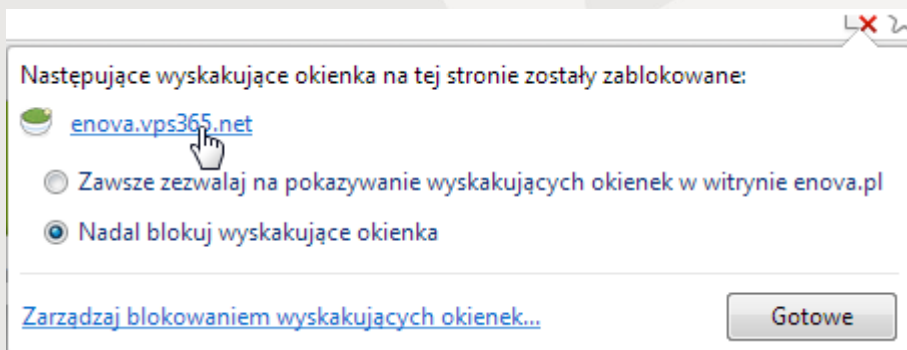 Następujące wyskakujące okienka na tej stronie zostały zablokowane:
enova.vps365.net
Zawsze zezwalaj na pokazywanie wyskakujących okienek w witrynie enova.pl
Nadal blokuj wyskakujące okienka
Zarządzaj blokowaniem wyskakujących okienek...
Gotowe